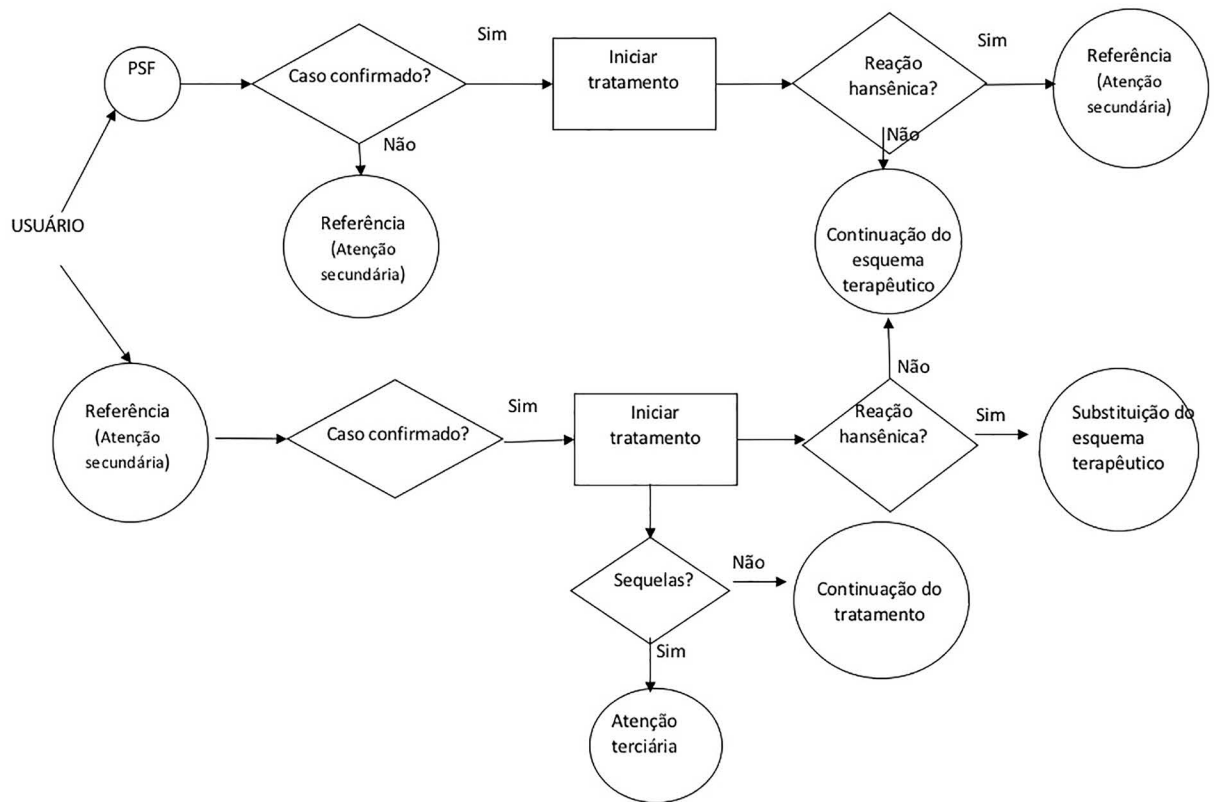 PSF
Caso confirmado?
Sim
Iniciar
tratamento
Reação
hansênica?
Sim
Referência
(Atenção
secundária)
Não
Não
Referência
(Atenção
secundária)
USUÁRIO
Continuação do
esquema
terapêutico
Não
Referência
(Atenção
secundária)
Caso confirmado?
Sim
Iniciar
tratamento
Reação
hansênica?
Sim
Substituição do
esquema
terapêutico
Sequelas?
Não
Continuação do
tratamento
Sim
Atenção
terciária